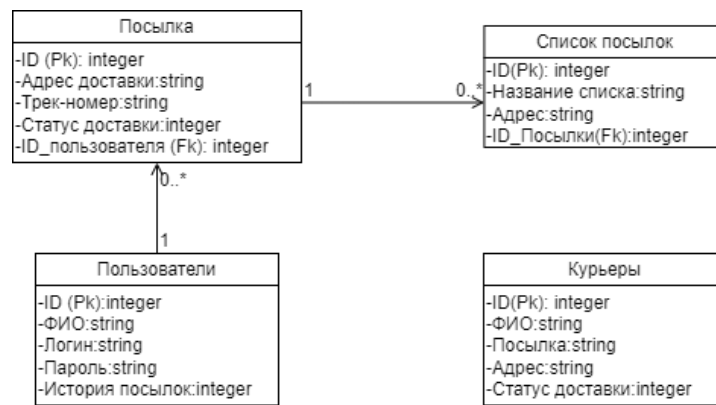 Посылка
-ID (Pk): integer
-Адрес доставки:string
-Трек-номер:string
-Статус доставки:integer
-ID_пользователя (Fk): integer
1
0..*
Список посылок
-ID(Pk): integer
-Название списка:string
-Адрес:string
-ID_Посылки(Fk):integer
0..*
1
Пользователи
-ID (Pk):integer
-ФИО:string
-Логин:string
-Пароль:string
-История посылок:integer
Курьеры
-ID(Pk): integer
-ФИО:string
-Посылка:string
-Адрес:string
-Статус доставки:integer